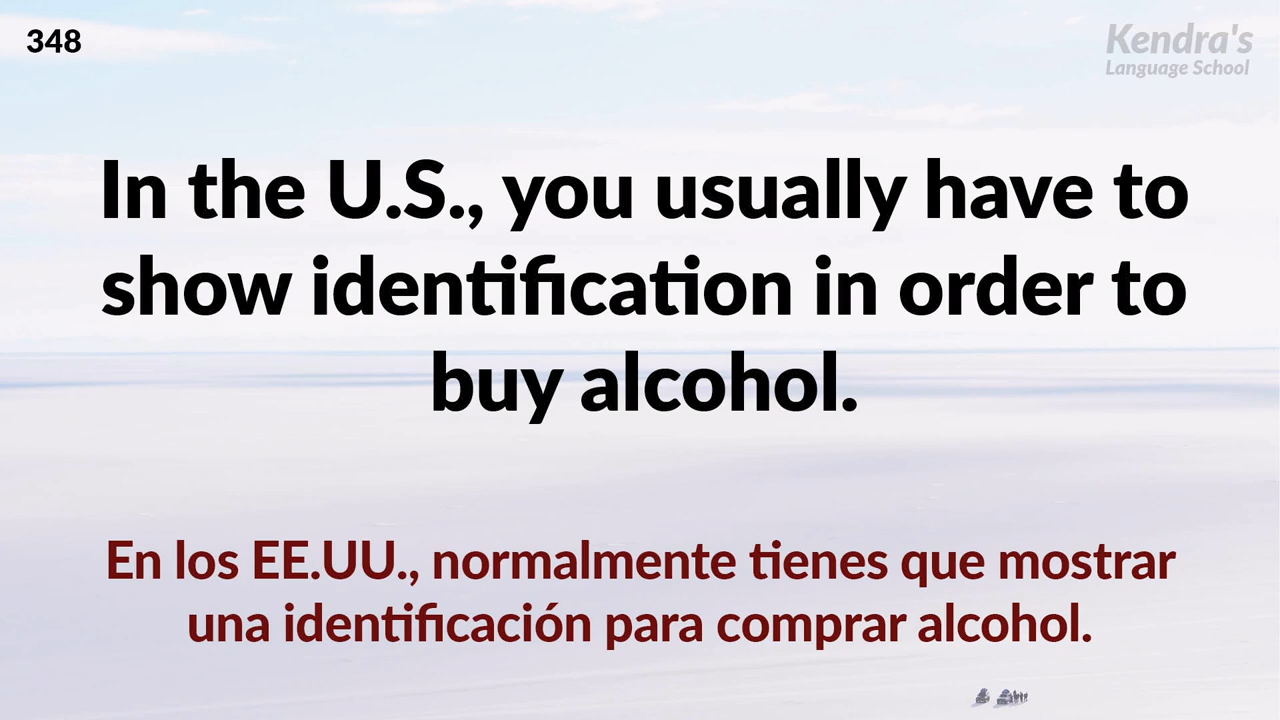 348
Kendra's
Language School
In the U.S., you usually have to
show identification in order to
buy alcohol.
En los EE.UU., normalmente tienes que mostrar
una identificación para comprar alcohol.